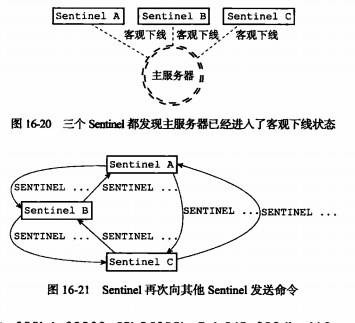 Sentinel A Sentinel B Sentinel C
客观下线 客观下线 客观下线
主服务器
图 16-20 三个 Sentinel 都发现主服务器已经进入了客观下线状态
Sentinel A
SENTINEL ... SENTINEL ...
Sentinel B SENTINEL ... SENTINEL ...
SENTINEL ... SENTINEL ...
Sentinel C
图 16-21 Sentinel 再次向其他 Sentinel 发送命令